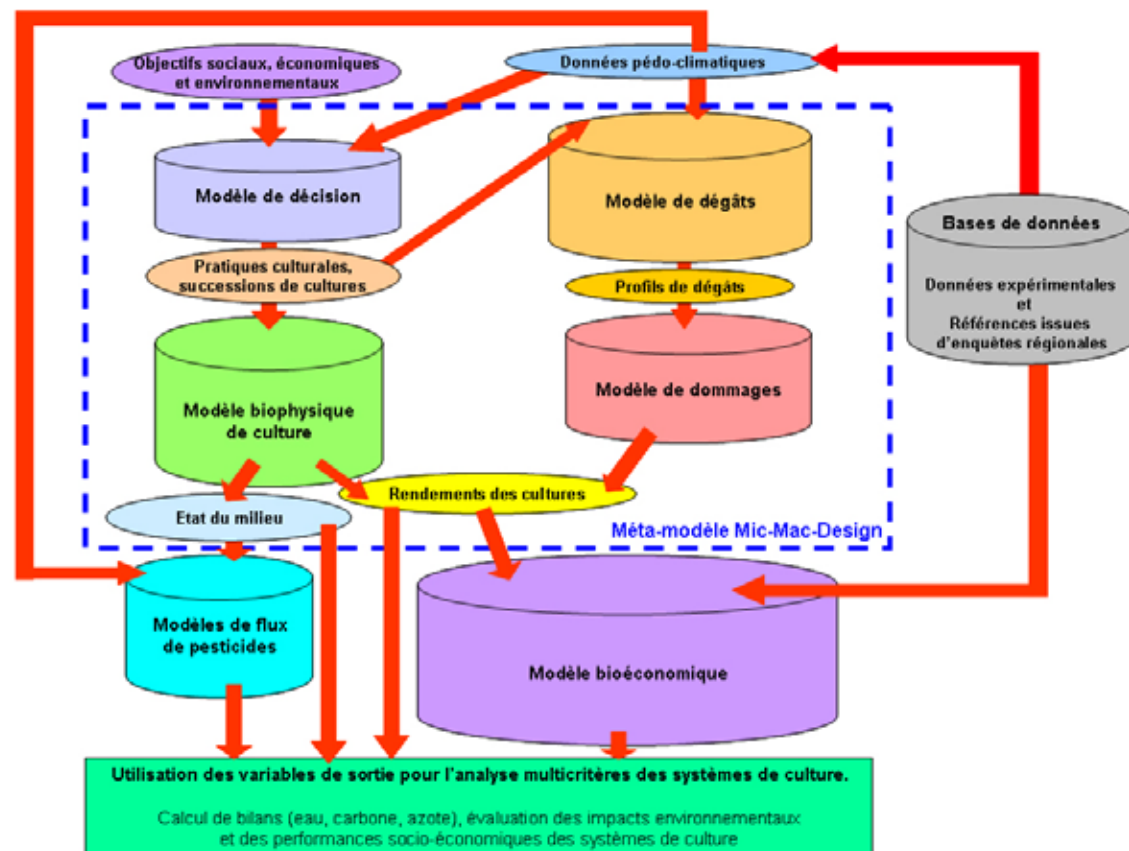 Objectifs sociaux, économiques
et environnementaux
Données pédo-climatiques
Modèle de décision
Modèle de dégâts
Bases de données
Données expérimentales
et
Références issues
d'enquêtes régionales
Pratiques culturales,
successions de cultures
Profils de dégâts
Modèle biophysique
de culture
Modèle de dommages
Rendements des cultures
Etat du milieu
Méta-modèle Mic-Mac-Design
Modèles de flux
de pesticides
Modèle bioéconomique
Utilisation des variables de sortie pour l'analyse multicritères des systèmes de culture.
Calcul de bilans (eau, carbone, azote), évaluation des impacts environnementaux
et des performances socio-économiques des systèmes de culture